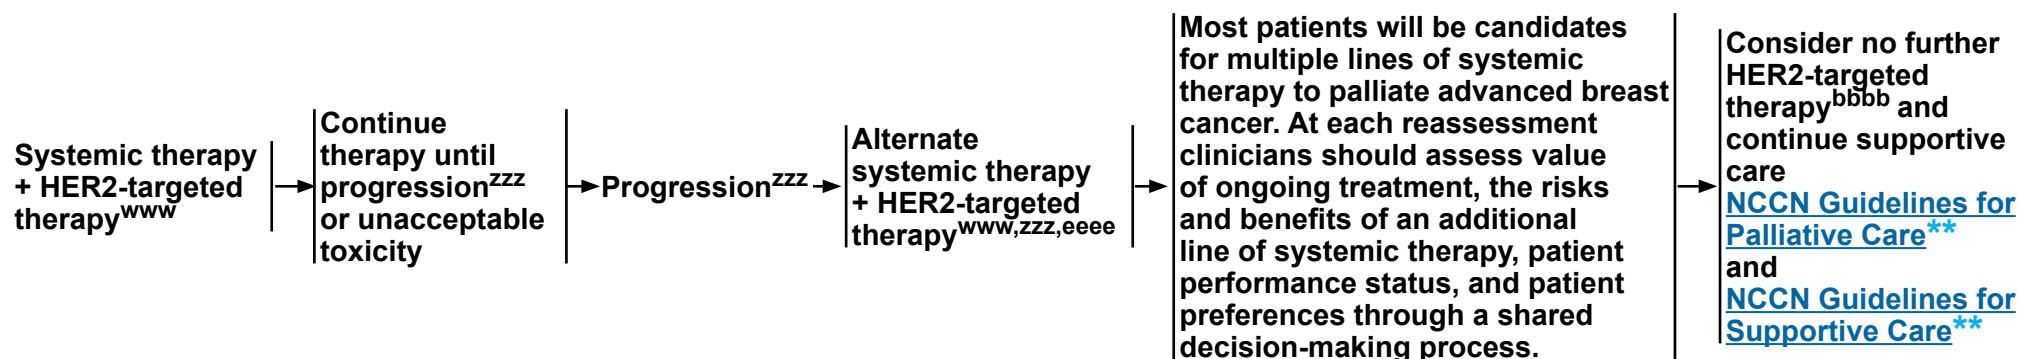 Systemic therapy
+ HER2-targeted
therapywww
Continue
therapy until
progressionzzz
or unacceptable
toxicity
Progressionzzz
Alternate
systemic therapy
+ HER2-targeted
therapywww,zzz,eeee
Most patients will be candidates
for multiple lines of systemic
therapy to palliate advanced breast
cancer. At each reassessment
clinicians should assess value
of ongoing treatment, the risks
and benefits of an additional
line of systemic therapy, patient
performance status, and patient
preferences through a shared
decision-making process.
Consider no further
HER2-targeted
therapybbbb and
continue supportive
care
NCCN Guidelines for
Palliative Care**
and
NCCN Guidelines for
Supportive Care**